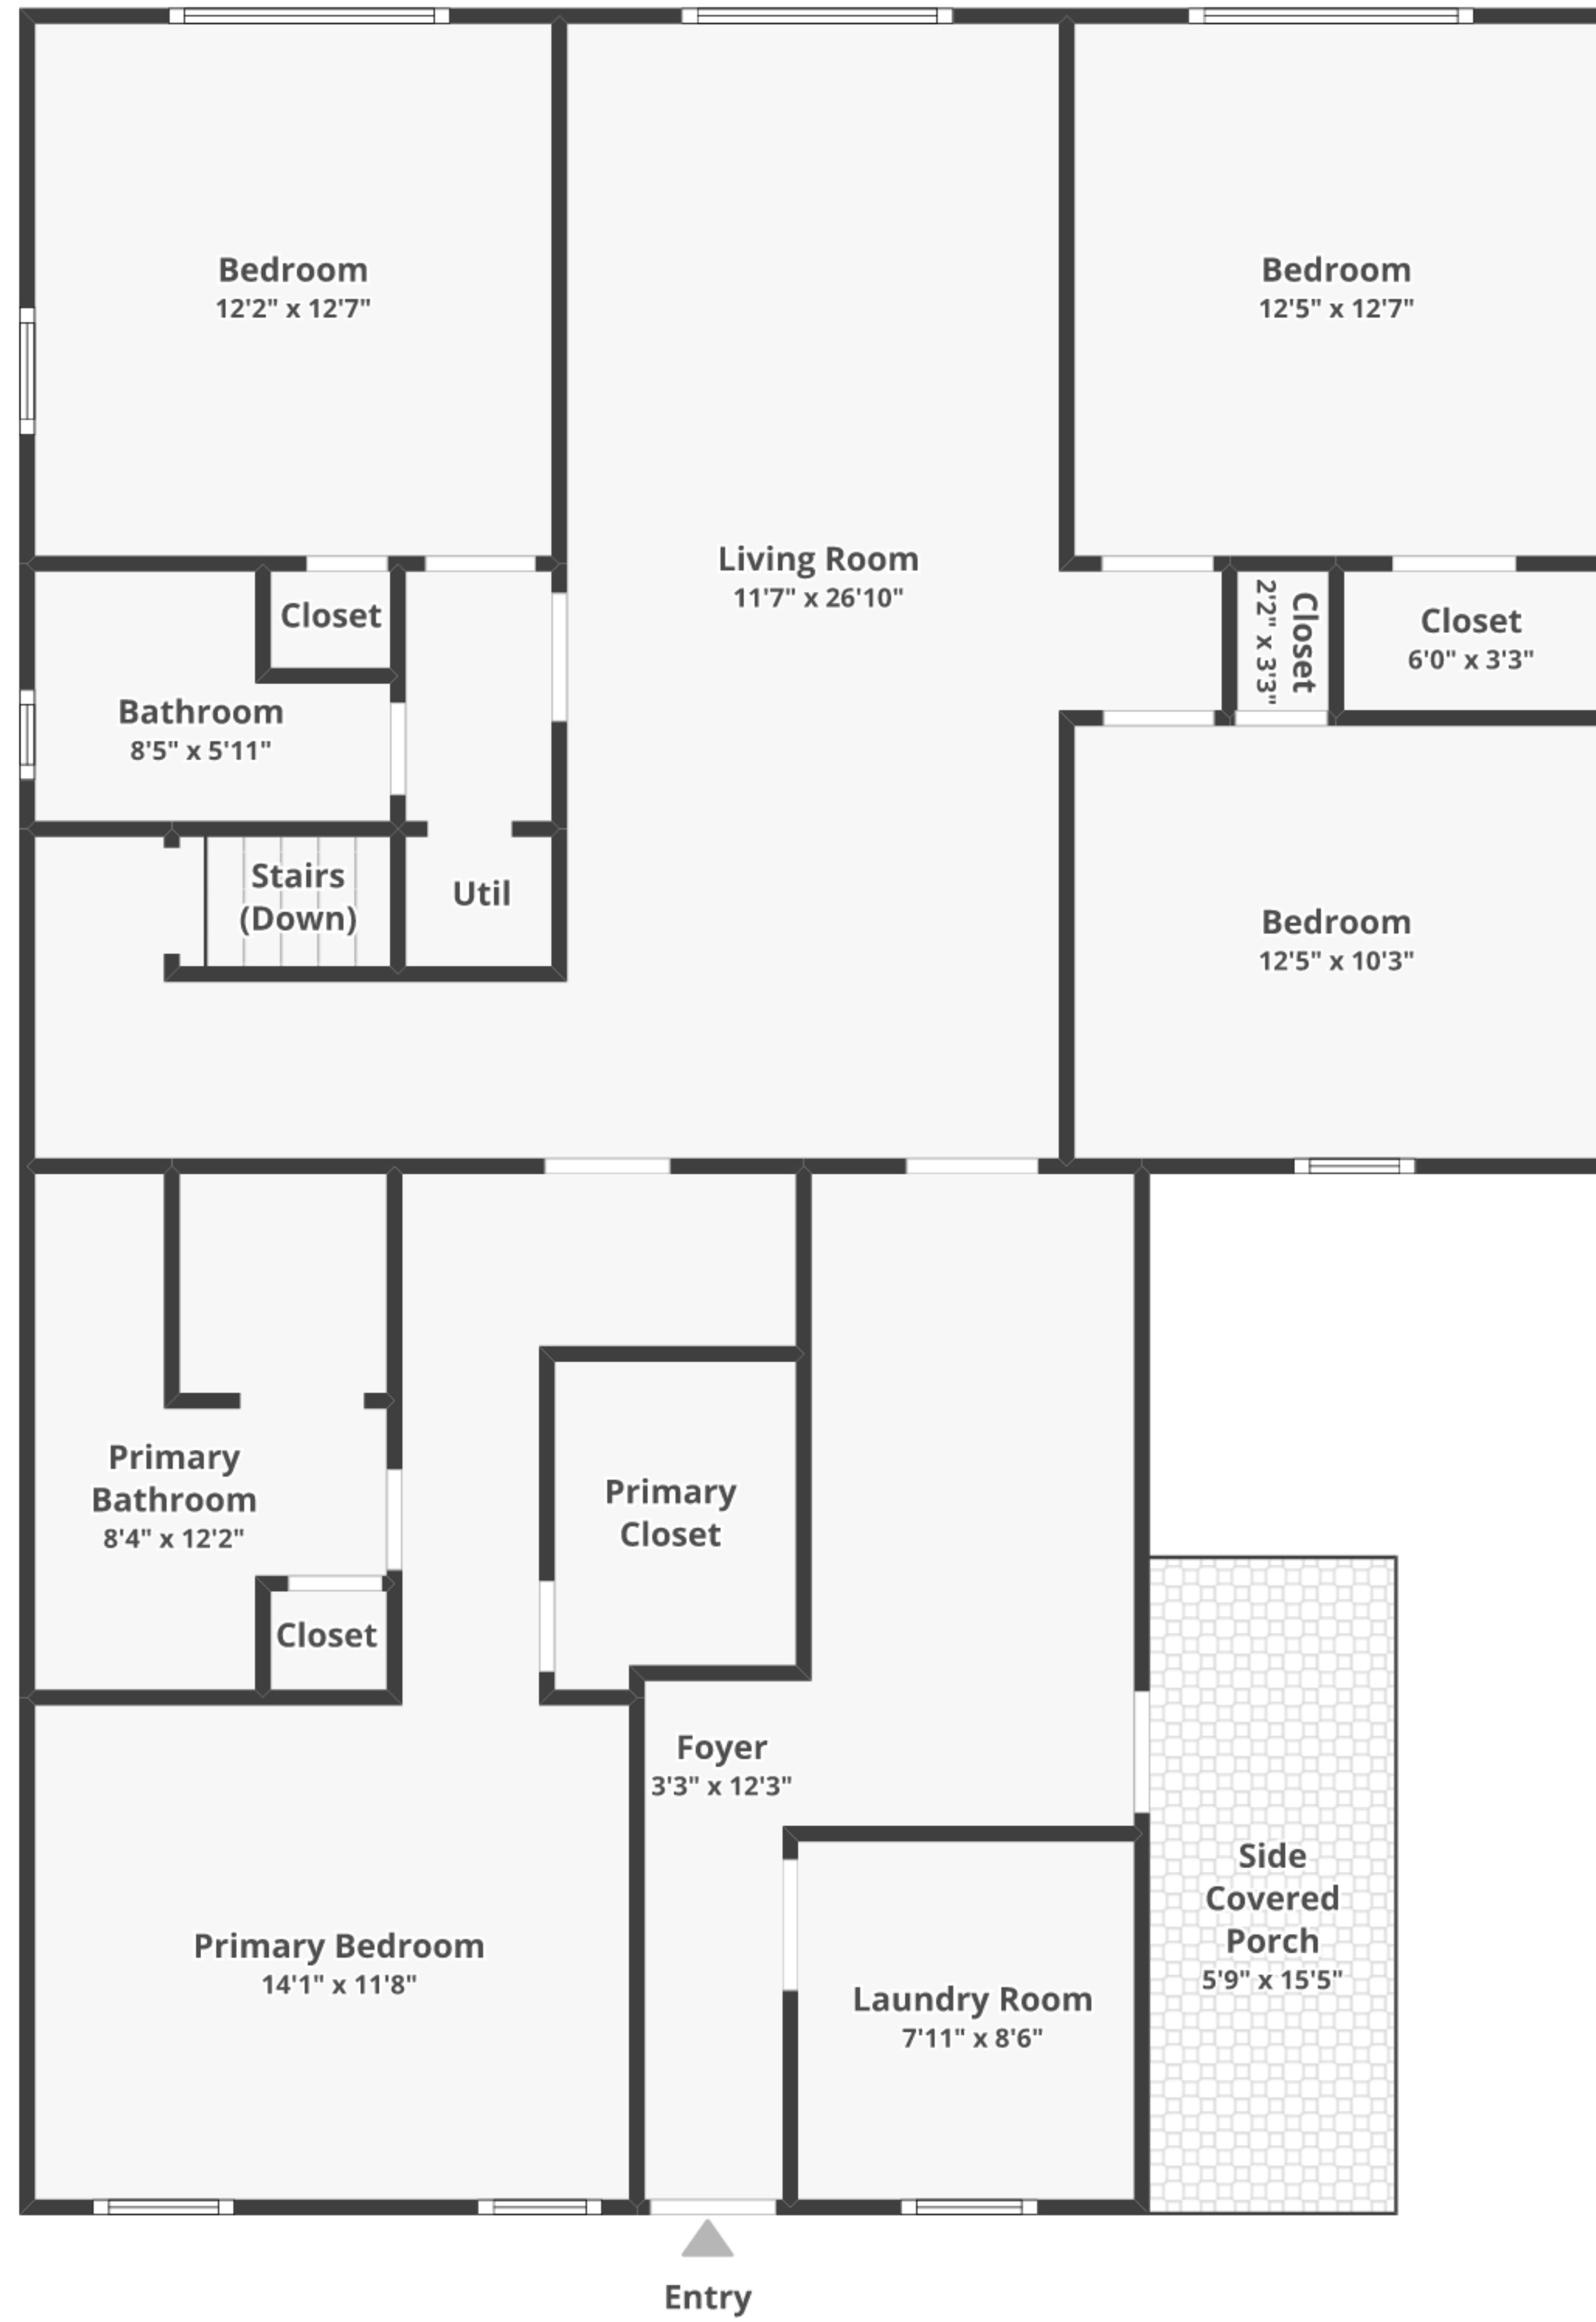 Bedroom
12'2" x 12'7"
Bedroom
12'5" x 12'7"
Living Room
11'7" x 26'10"
Closet
Closet
2'2" x 3'3"
Closet
6'0" x 3'3"
Bathroom
8'5" x 5'11"
Stairs
(Down)
Util
Bedroom
12'5" x 10'3"
Primary
Bathroom
8'4" x 12'2"
Primary
Closet
Closet
Foyer
3'3" x 12'3"
Side
Covered
Porch
5'9" x 15'5"
Primary Bedroom
14'1" x 11'8"
Laundry Room
7'11" x 8'6"
Entry